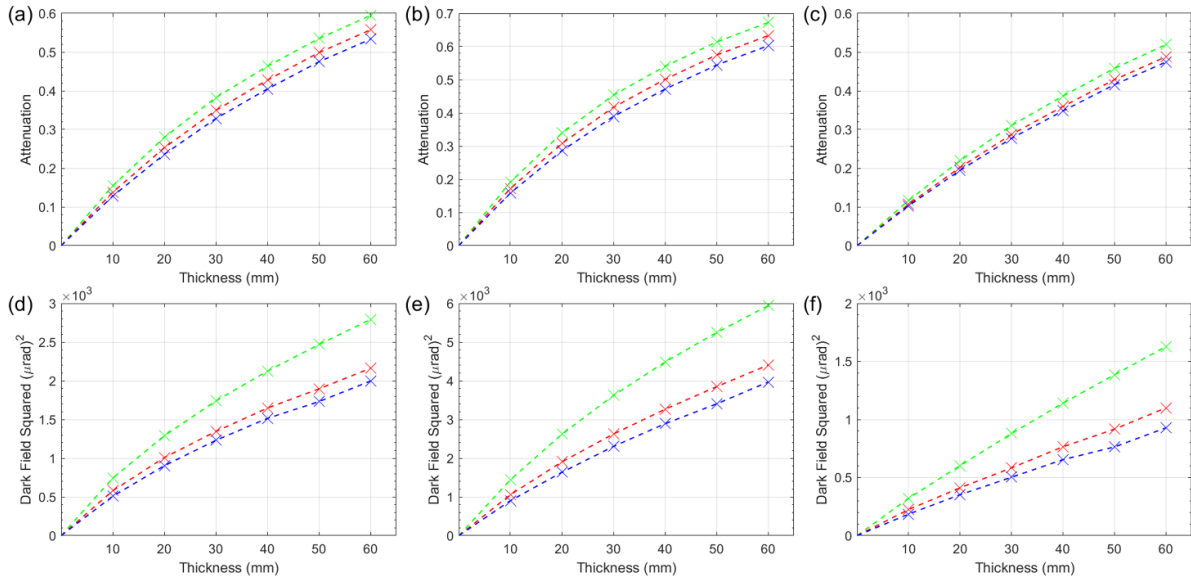 (a)
0.6
0.5
0.4
0.3
0.2
0.1
0
Attenuation
10 20 30 40 50 60
Thickness (mm)
(b)
0.7
0.6
0.5
0.4
0.3
0.2
0.1
0
Attenuation
10 20 30 40 50 60
Thickness (mm)
(c)
0.6
0.5
0.4
0.3
0.2
0.1
0
Attenuation
10 20 30 40 50 60
Thickness (mm)
(d)
×10³
3
2.5
2
1.5
1
0.5
0
Dark Field Squared (μrad)²
10 20 30 40 50 60
Thickness (mm)
(e)
×10³
6
5
4
3
2
1
0
Dark Field Squared (μrad)²
10 20 30 40 50 60
Thickness (mm)
(f)
×10³
2
1.5
1
0.5
0
Dark Field Squared (μrad)²
10 20 30 40 50 60
Thickness (mm)